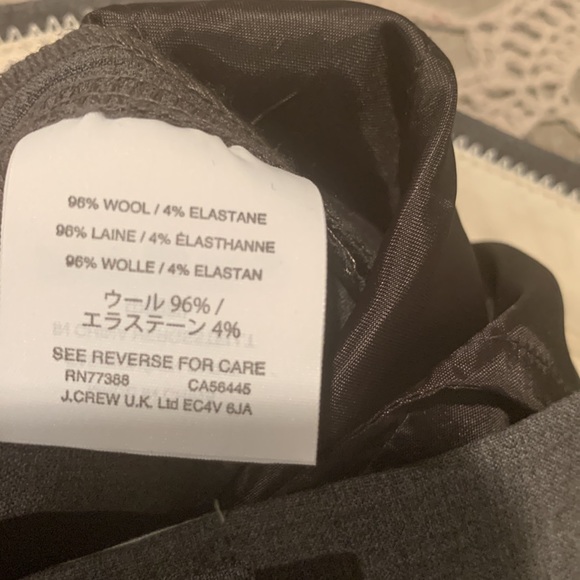 96% WOOL / 4% ELASTANE
96% LAINE / 4% ÉLASTHANNE
96% WOLLE / 4% ELASTAN
ウール 96% /
エラステーン 4%
SEE REVERSE FOR CARE
RN77388 CA56445
J.CREW U.K. Ltd EC4V 6JA